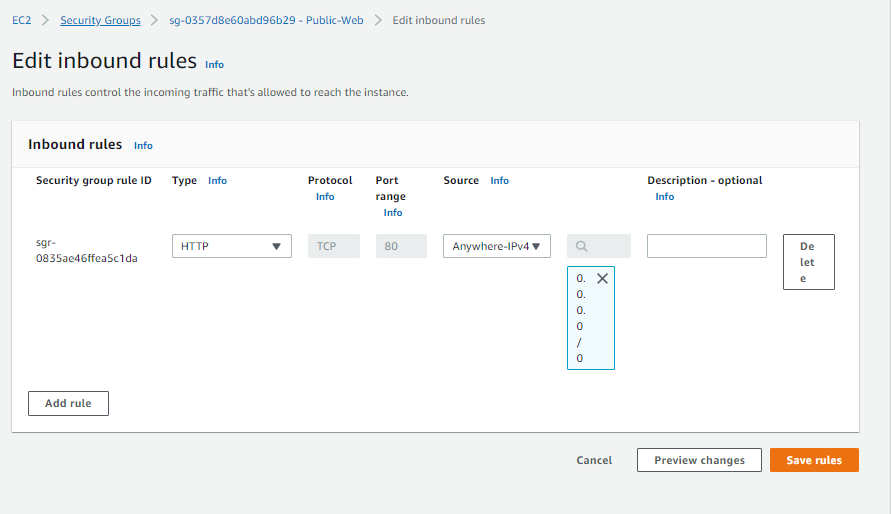 EC2 > Security Groups > sg-0357d8e60abd96b29 - Public-Web > Edit inbound rules
Edit inbound rules Info
Inbound rules control the incoming traffic that's allowed to reach the instance.
Inbound rules Info
Security group rule ID
Type Info
Protocol
Info
Port
range
Info
Source Info
Description - optional
Info
sgr-
0835ae46ffea5c1da
HTTP
TCP
80
Anywhere-IPv4
0.
0.
0.
0
/
0
De
let
e
Add rule
Cancel
Preview changes
Save rules